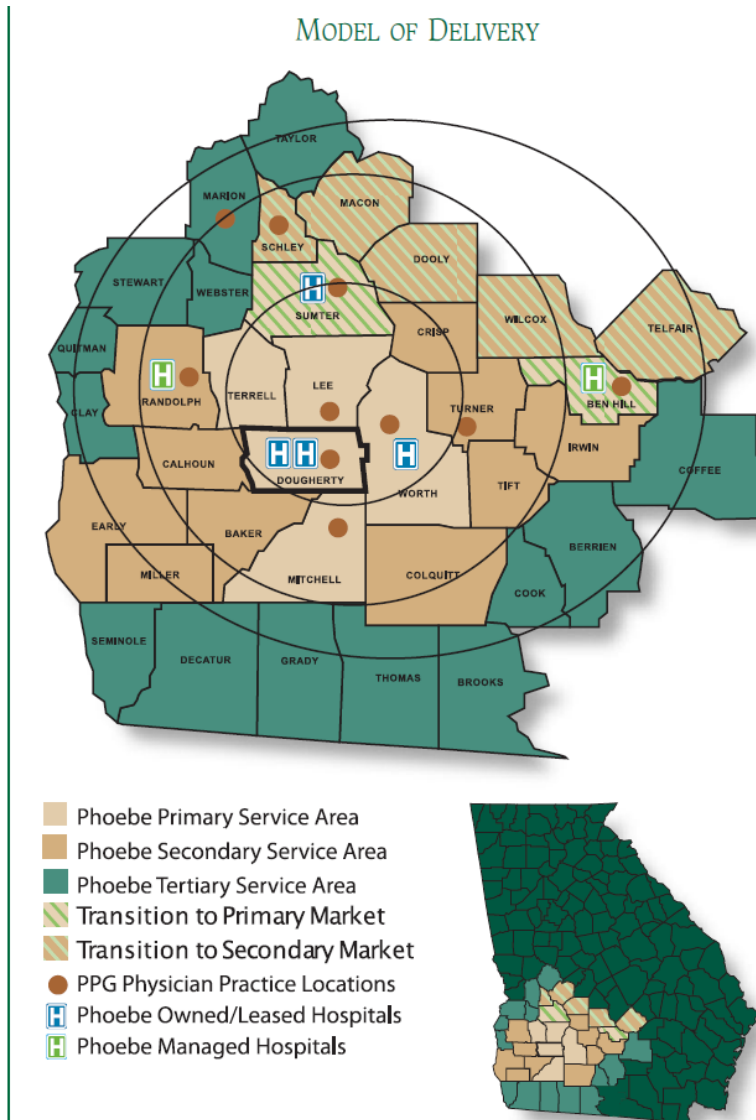 MODEL OF DELIVERY
TAYLOR
MARION
MACON
SCHLEY
DOOLY
STEWART
WEBSTER
H
SUMTER
WILCOX
TELFAIR
CRISP
QUITMAN
H
RANDOLPH
TERRELL
LEE
H
BEN HILL
TURNER
CLAY
IRWIN
H H
DOUGHERTY
H
WORTH
CALHOUN
COFFEE
TIFT
EARLY
BAKER
BERRIEN
MILLER
MITCHELL
COLQUITT
COOK
SEMINOLE
DECATUR
GRADY
THOMAS
BROOKS
Phoebe Primary Service Area
Phoebe Secondary Service Area
Phoebe Tertiary Service Area
Transition to Primary Market
Transition to Secondary Market
PPG Physician Practice Locations
H Phoebe Owned/Leased Hospitals
H Phoebe Managed Hospitals